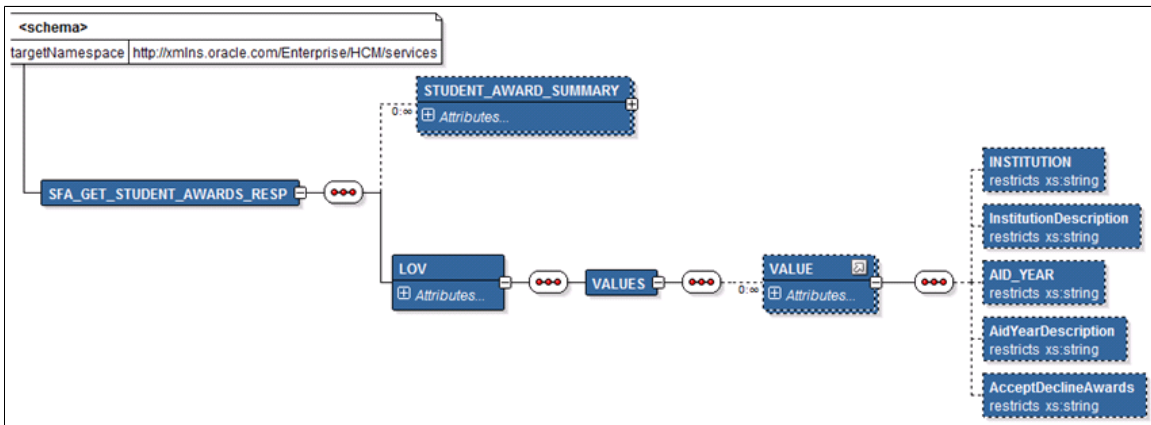 <schema>
targetNamespace http://xmlns.oracle.com/Enterprise/HCM/services
STUDENT_AWARD_SUMMARY
0:∞
Attributes...
SFA_GET_STUDENT_AWARDS_RESP
LOV
Attributes...
VALUES
0:∞
VALUE
Attributes...
INSTITUTION
restricts xs:string
InstitutionDescription
restricts xs:string
AID_YEAR
restricts xs:string
AidYearDescription
restricts xs:string
AcceptDeclineAwards
restricts xs:string